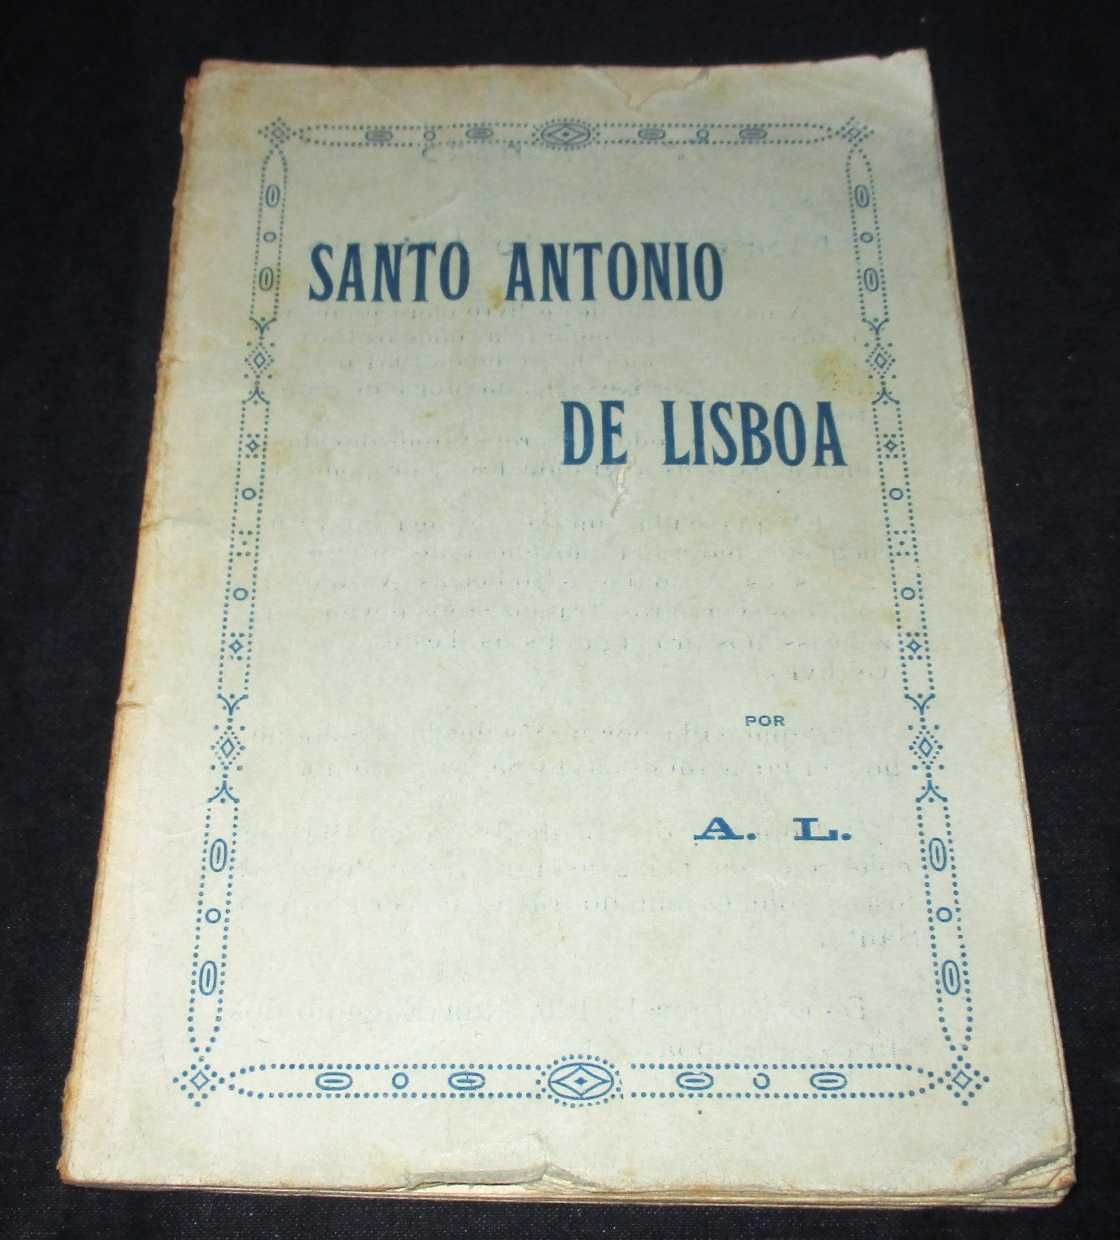 SANTO ANTONIO
DE LISBOA
POR
A. L.